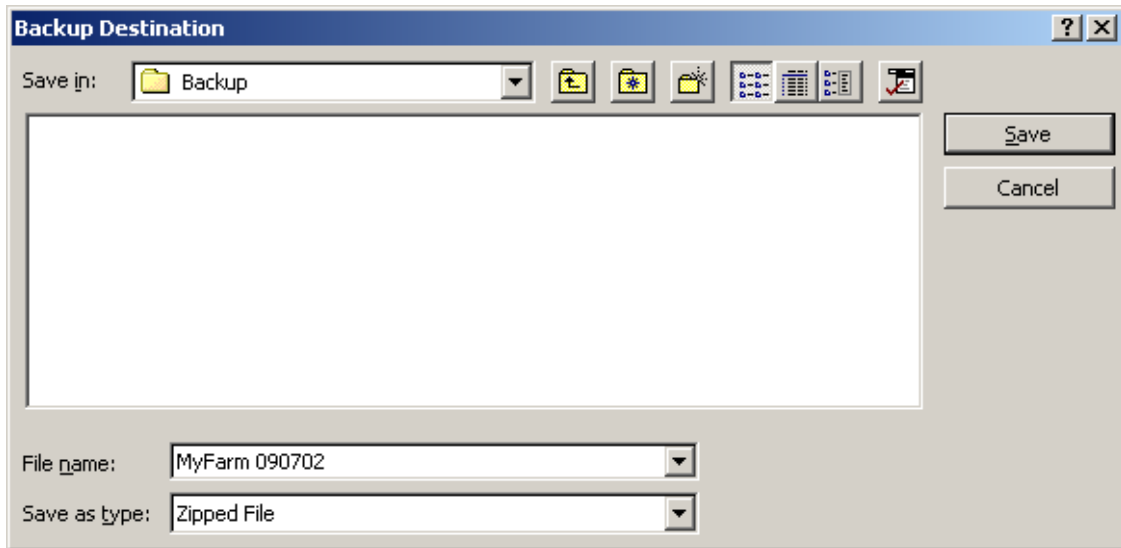 Backup Destination
Save in: Backup
Save
Cancel
File name: MyFarm 090702
Save as type: Zipped File